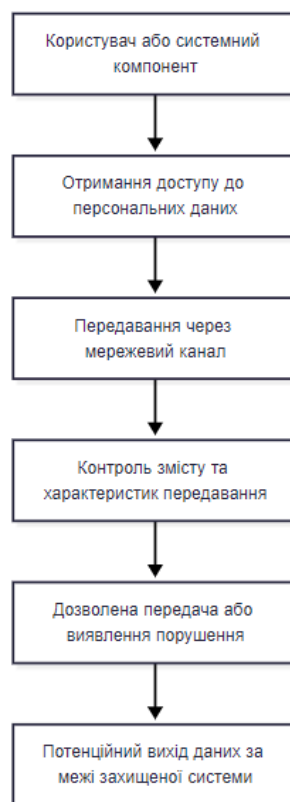 Користувач або системний
компонент
Отримання доступу до
персональних даних
Передавання через
мережевий канал
Контроль змісту та
характеристик передавання
Дозволена передача або
виявлення порушення
Потенційний вихід даних за
межі захищеної системи